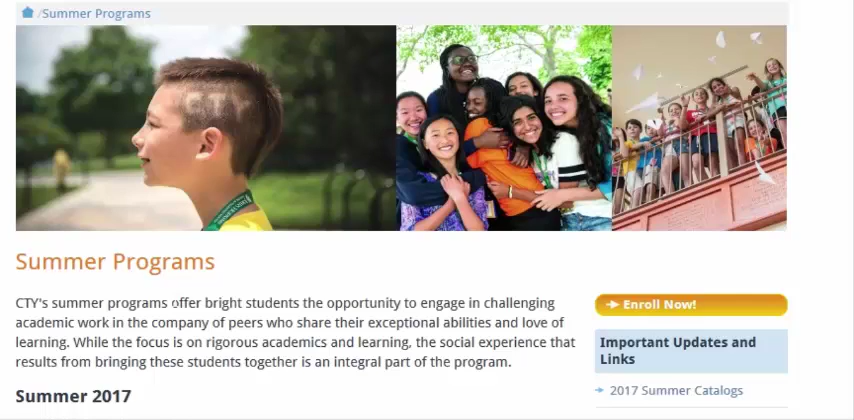 /Summer Programs
CTY
Summer Programs
CTY's summer programs offer bright students the opportunity to engage in challenging
academic work in the company of peers who share their exceptional abilities and love of
learning. While the focus is on rigorous academics and learning, the social experience that
results from bringing these students together is an integral part of the program.
Summer 2017
Enroll Now!
Important Updates and
Links
2017 Summer Catalogs